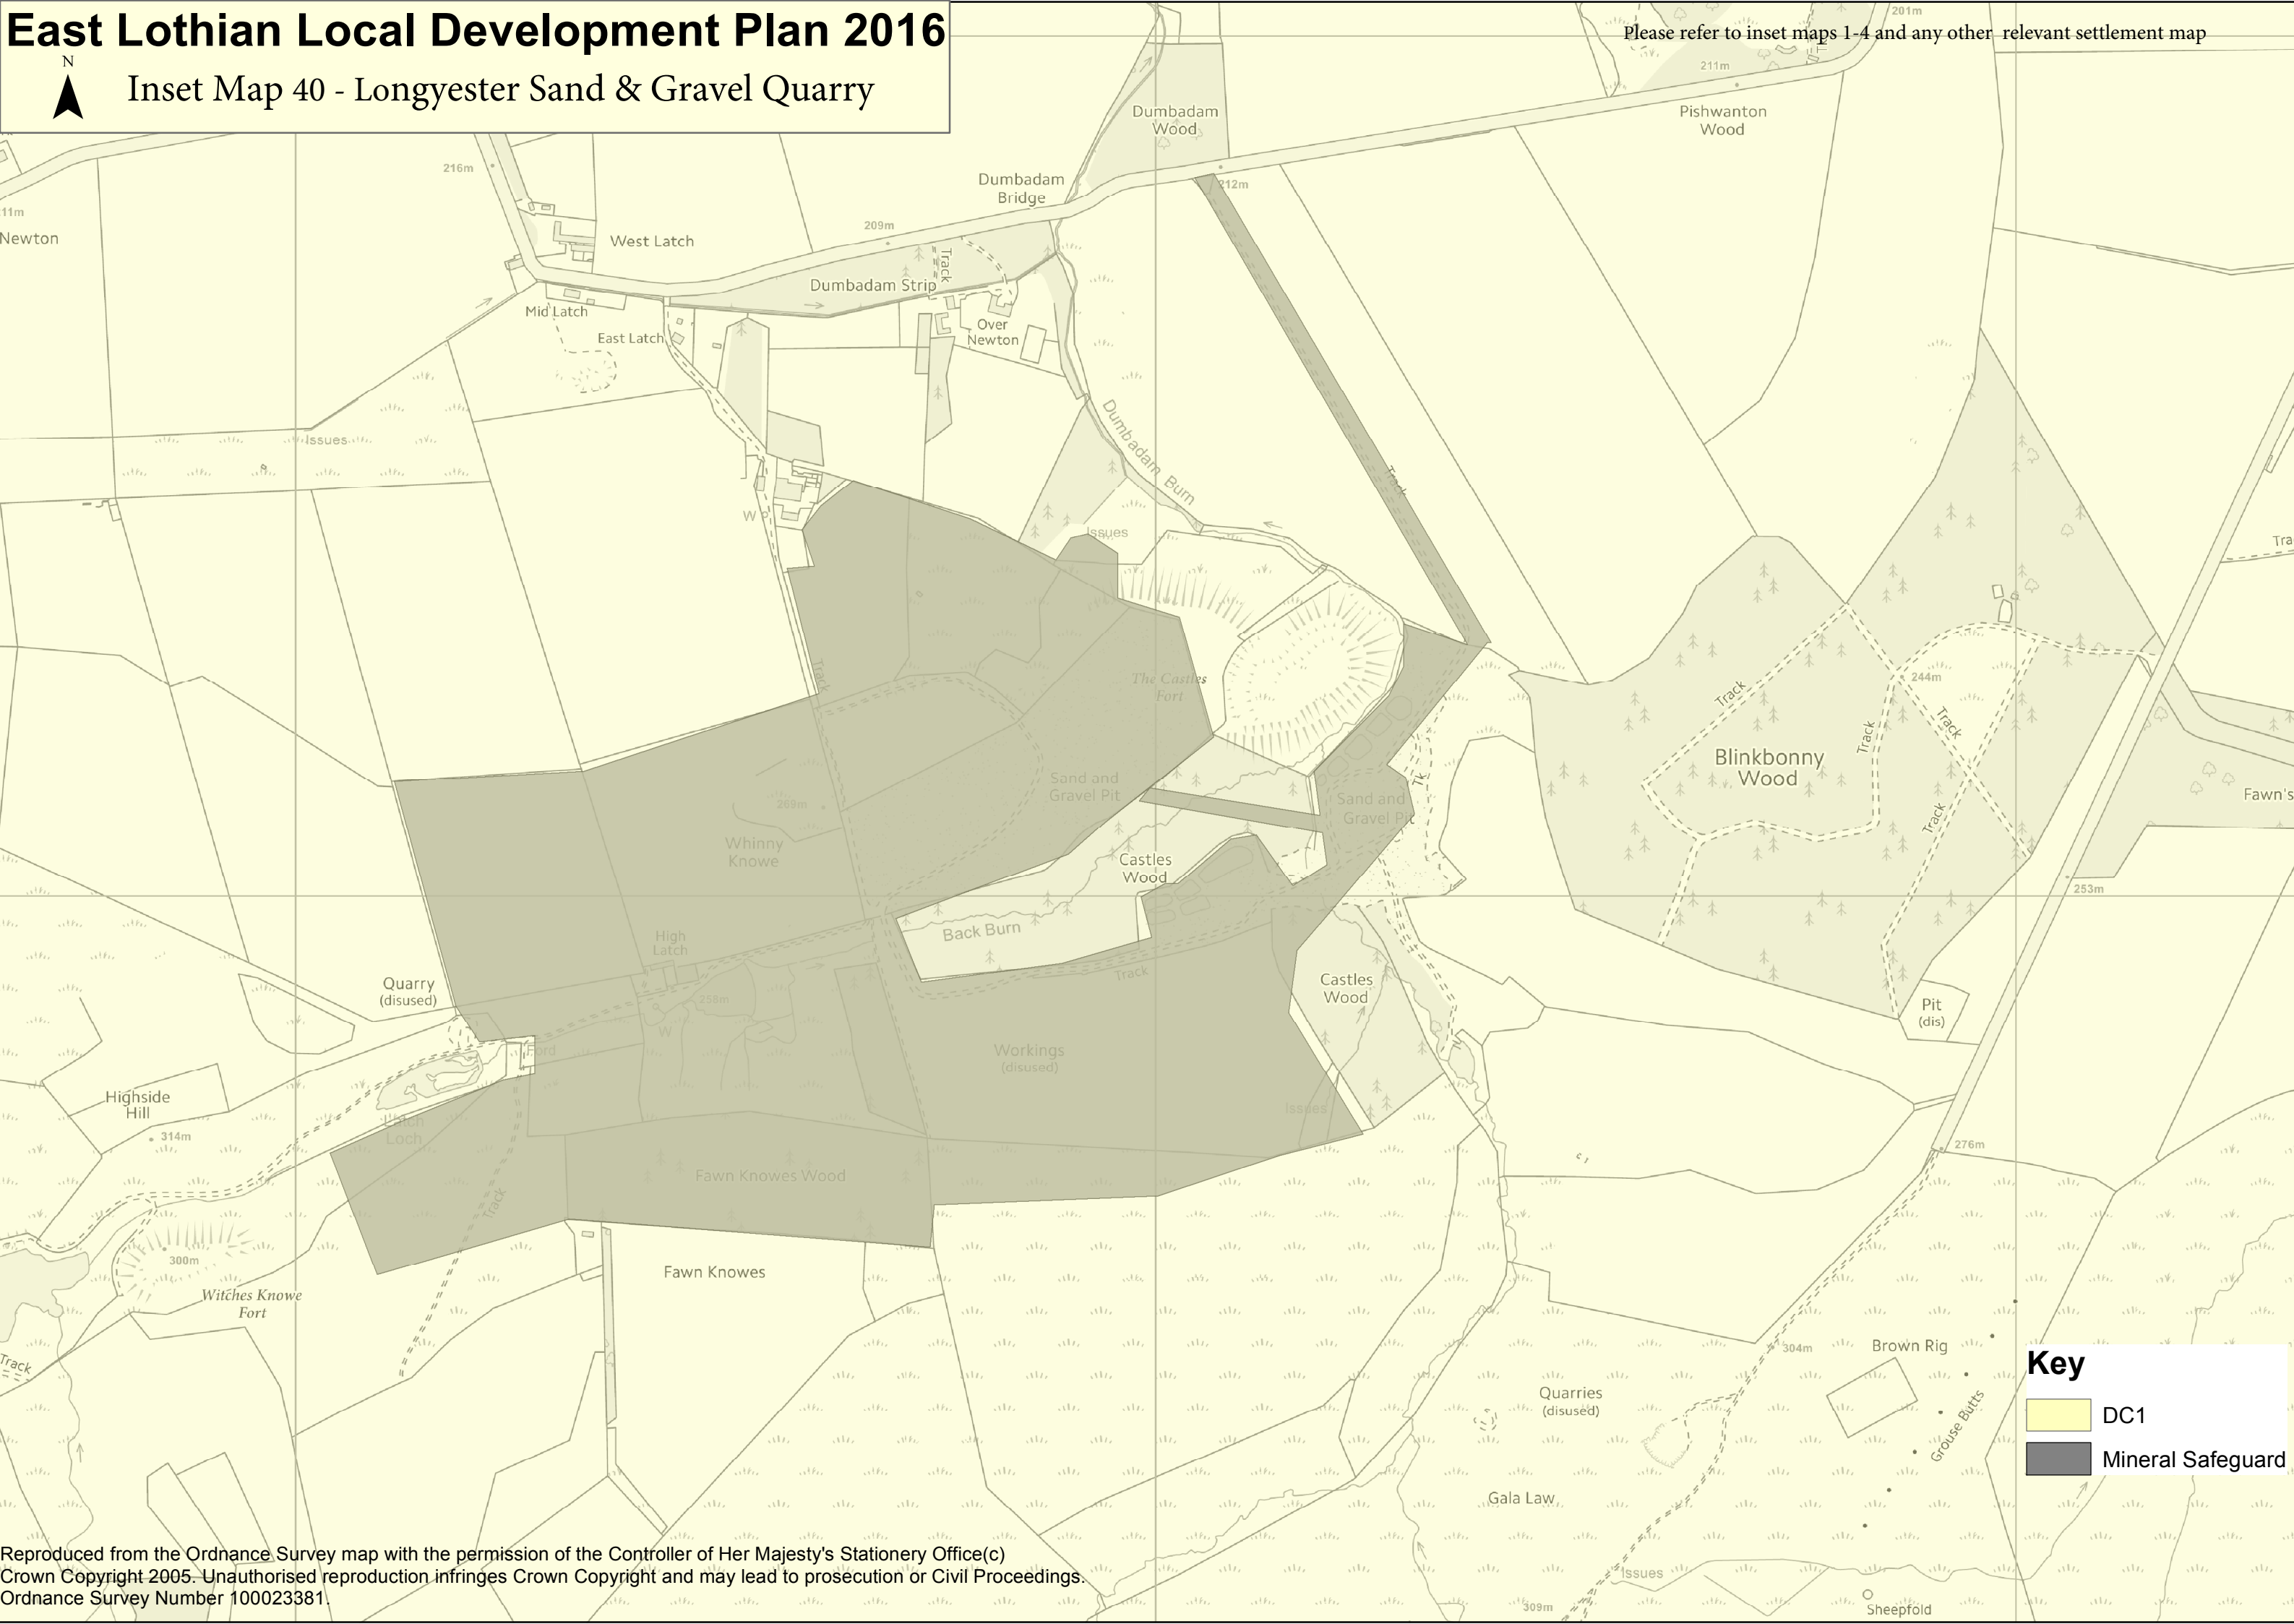 East Lothian Local Development Plan 2016
N
Inset Map 40 - Longyester Sand & Gravel Quarry
Please refer to inset maps 1-4 and any other relevant settlement map
201m
211m
Pishwanton
Wood
Dumbadam
Wood
216m
212m
Dumbadam
Bridge
11m
Newton
West Latch
209m
Track
Dumbadam Strip
Mid Latch
East Latch
Over
Newton
Dumbadam Burn
Track
Issues
W
Issues
Tra
Track
The Castles
Fort
Track
244m
Track
Track
Blinkbonny
Wood
Track
Fawn's
Sand and
Gravel Pit
Tk
Sand and
Gravel Pit
269m
Whinny
Knowe
Castles
Wood
253m
Back Burn
High
Latch
Track
Quarry
(disused)
258m
W
Castles
Wood
Pit
(dis)
Ford
Workings
(disused)
Highside
Hill
314m
Latch
Loch
Issues
276m
Fawn Knowes Wood
Track
300m
Witches Knowe
Fort
Fawn Knowes
Track
304m
Brown Rig
Quarries
(disused)
Grouse Butts
Gala Law
Issues
309m
Sheepfold
Key
DC1
Mineral Safeguard
Reproduced from the Ordnance Survey map with the permission of the Controller of Her Majesty's Stationery Office(c)
Crown Copyright 2005. Unauthorised reproduction infringes Crown Copyright and may lead to prosecution or Civil Proceedings.
Ordnance Survey Number 100023381.